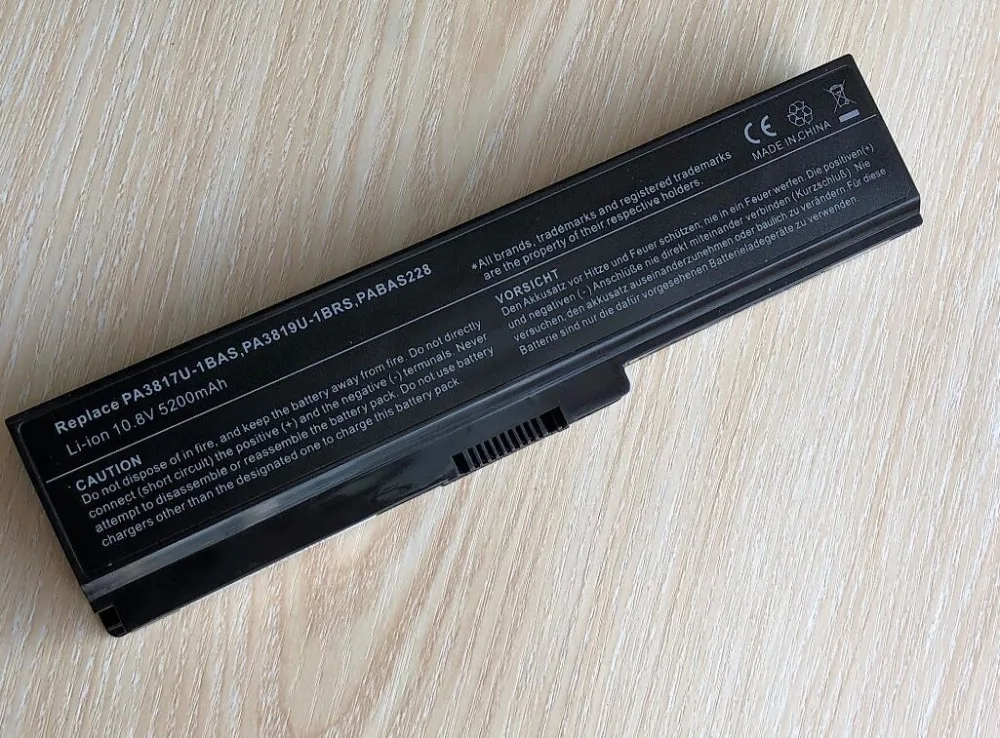 Replace PA3817U-1BAS,PA3819U-1BRS,PABAS228
Li-ion 10.8V 5200mAh
CAUTION
Do not dispose of in fire, and keep the battery away from fire. Do not directly
connect (short circuit) the positive (+) and the negative (-) terminals. Never
attempt to disassemble or reassemble the battery pack. Do not use battery
chargers other than the designated one to charge this battery pack.
*All brands, trademarks and registered trademarks
are the property of their respective holders.
CE
MADE IN CHINA
VORSICHT
Den Akkusatz vor Hitze und Feuer schützen: nie in ein Feuer werfen. Die positiven(+)
und negativen (-) Anschlüße nie direkt miteinander verbinden (Kurzschluß). Nie
versuchen, den akkusatz auseinanderzunehmen oder baulich zu verändern. Für diese
Batterie sind nur die dafür vorgesehenen Batterieladegeräte zu verwenden.